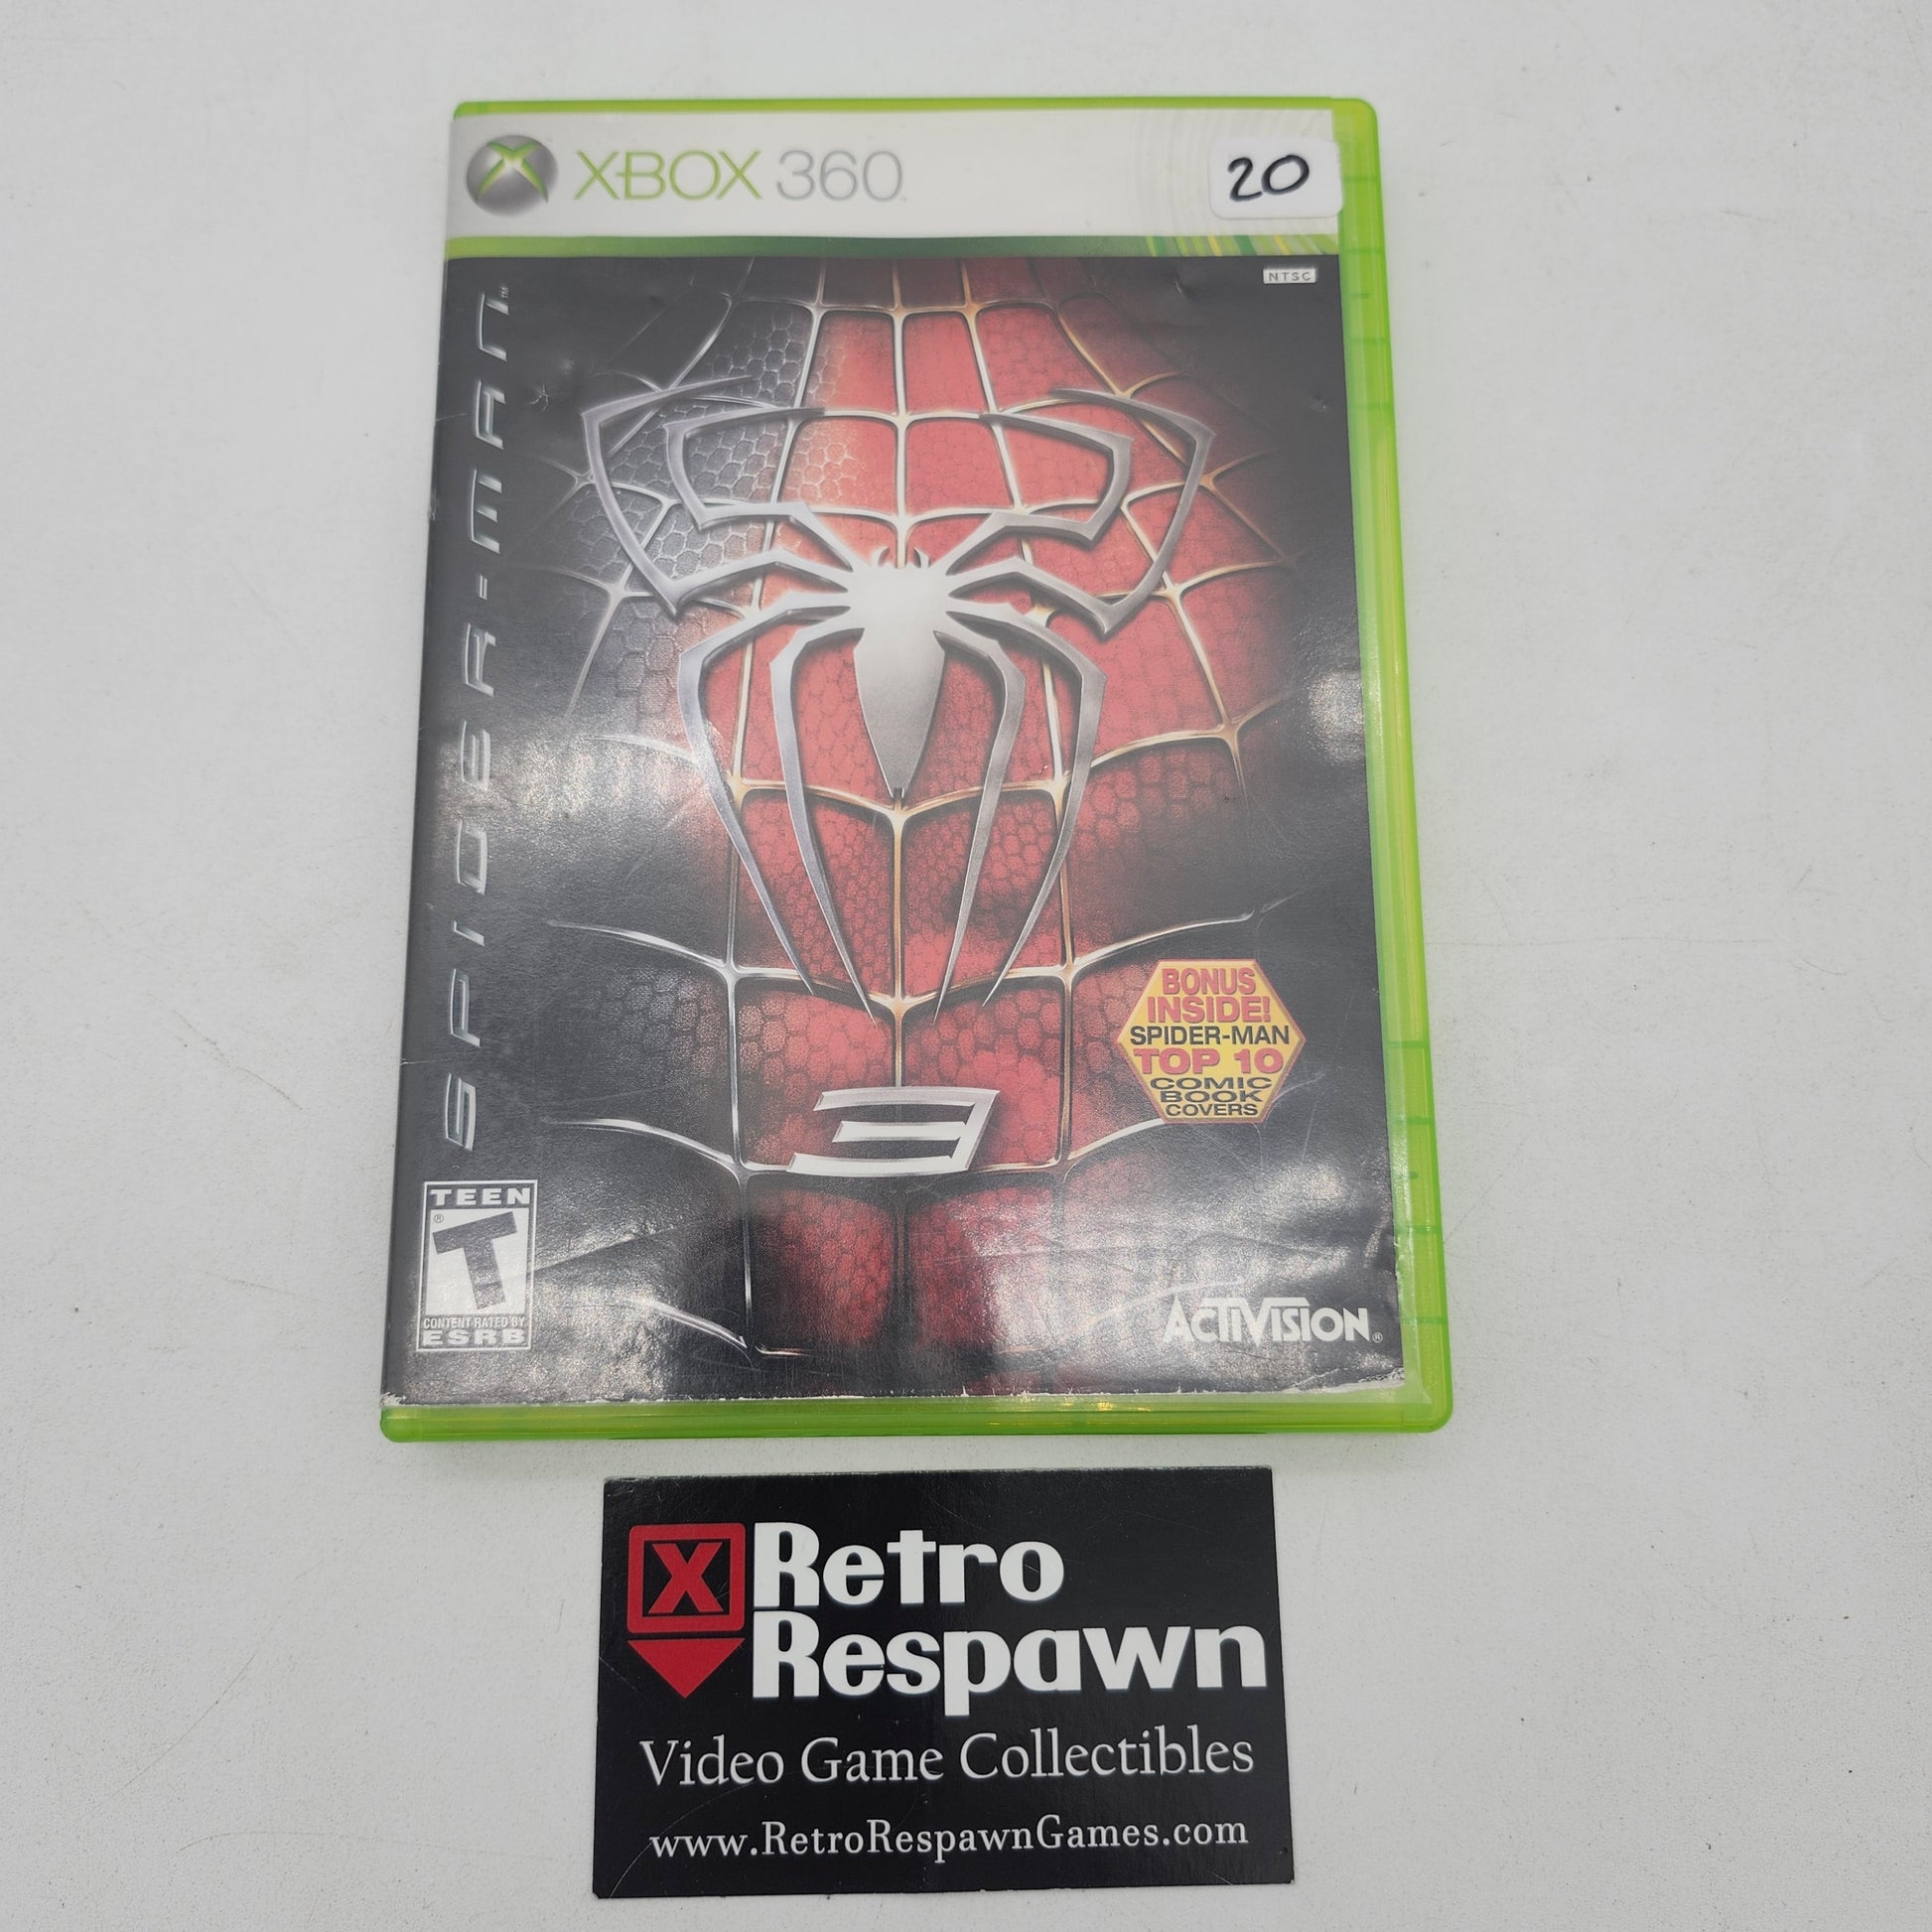 XBOX 360
20
NTSC
SPIDER-MAN™
BONUS
INSIDE!
SPIDER-MAN
TOP 10
COMIC
BOOK
COVERS
3
TEEN
T
®
CONTENT RATED BY
ESRB
ACTIVISION®
X
Retro
Respawn
Video Game Collectibles
www.RetroRespawnGames.com